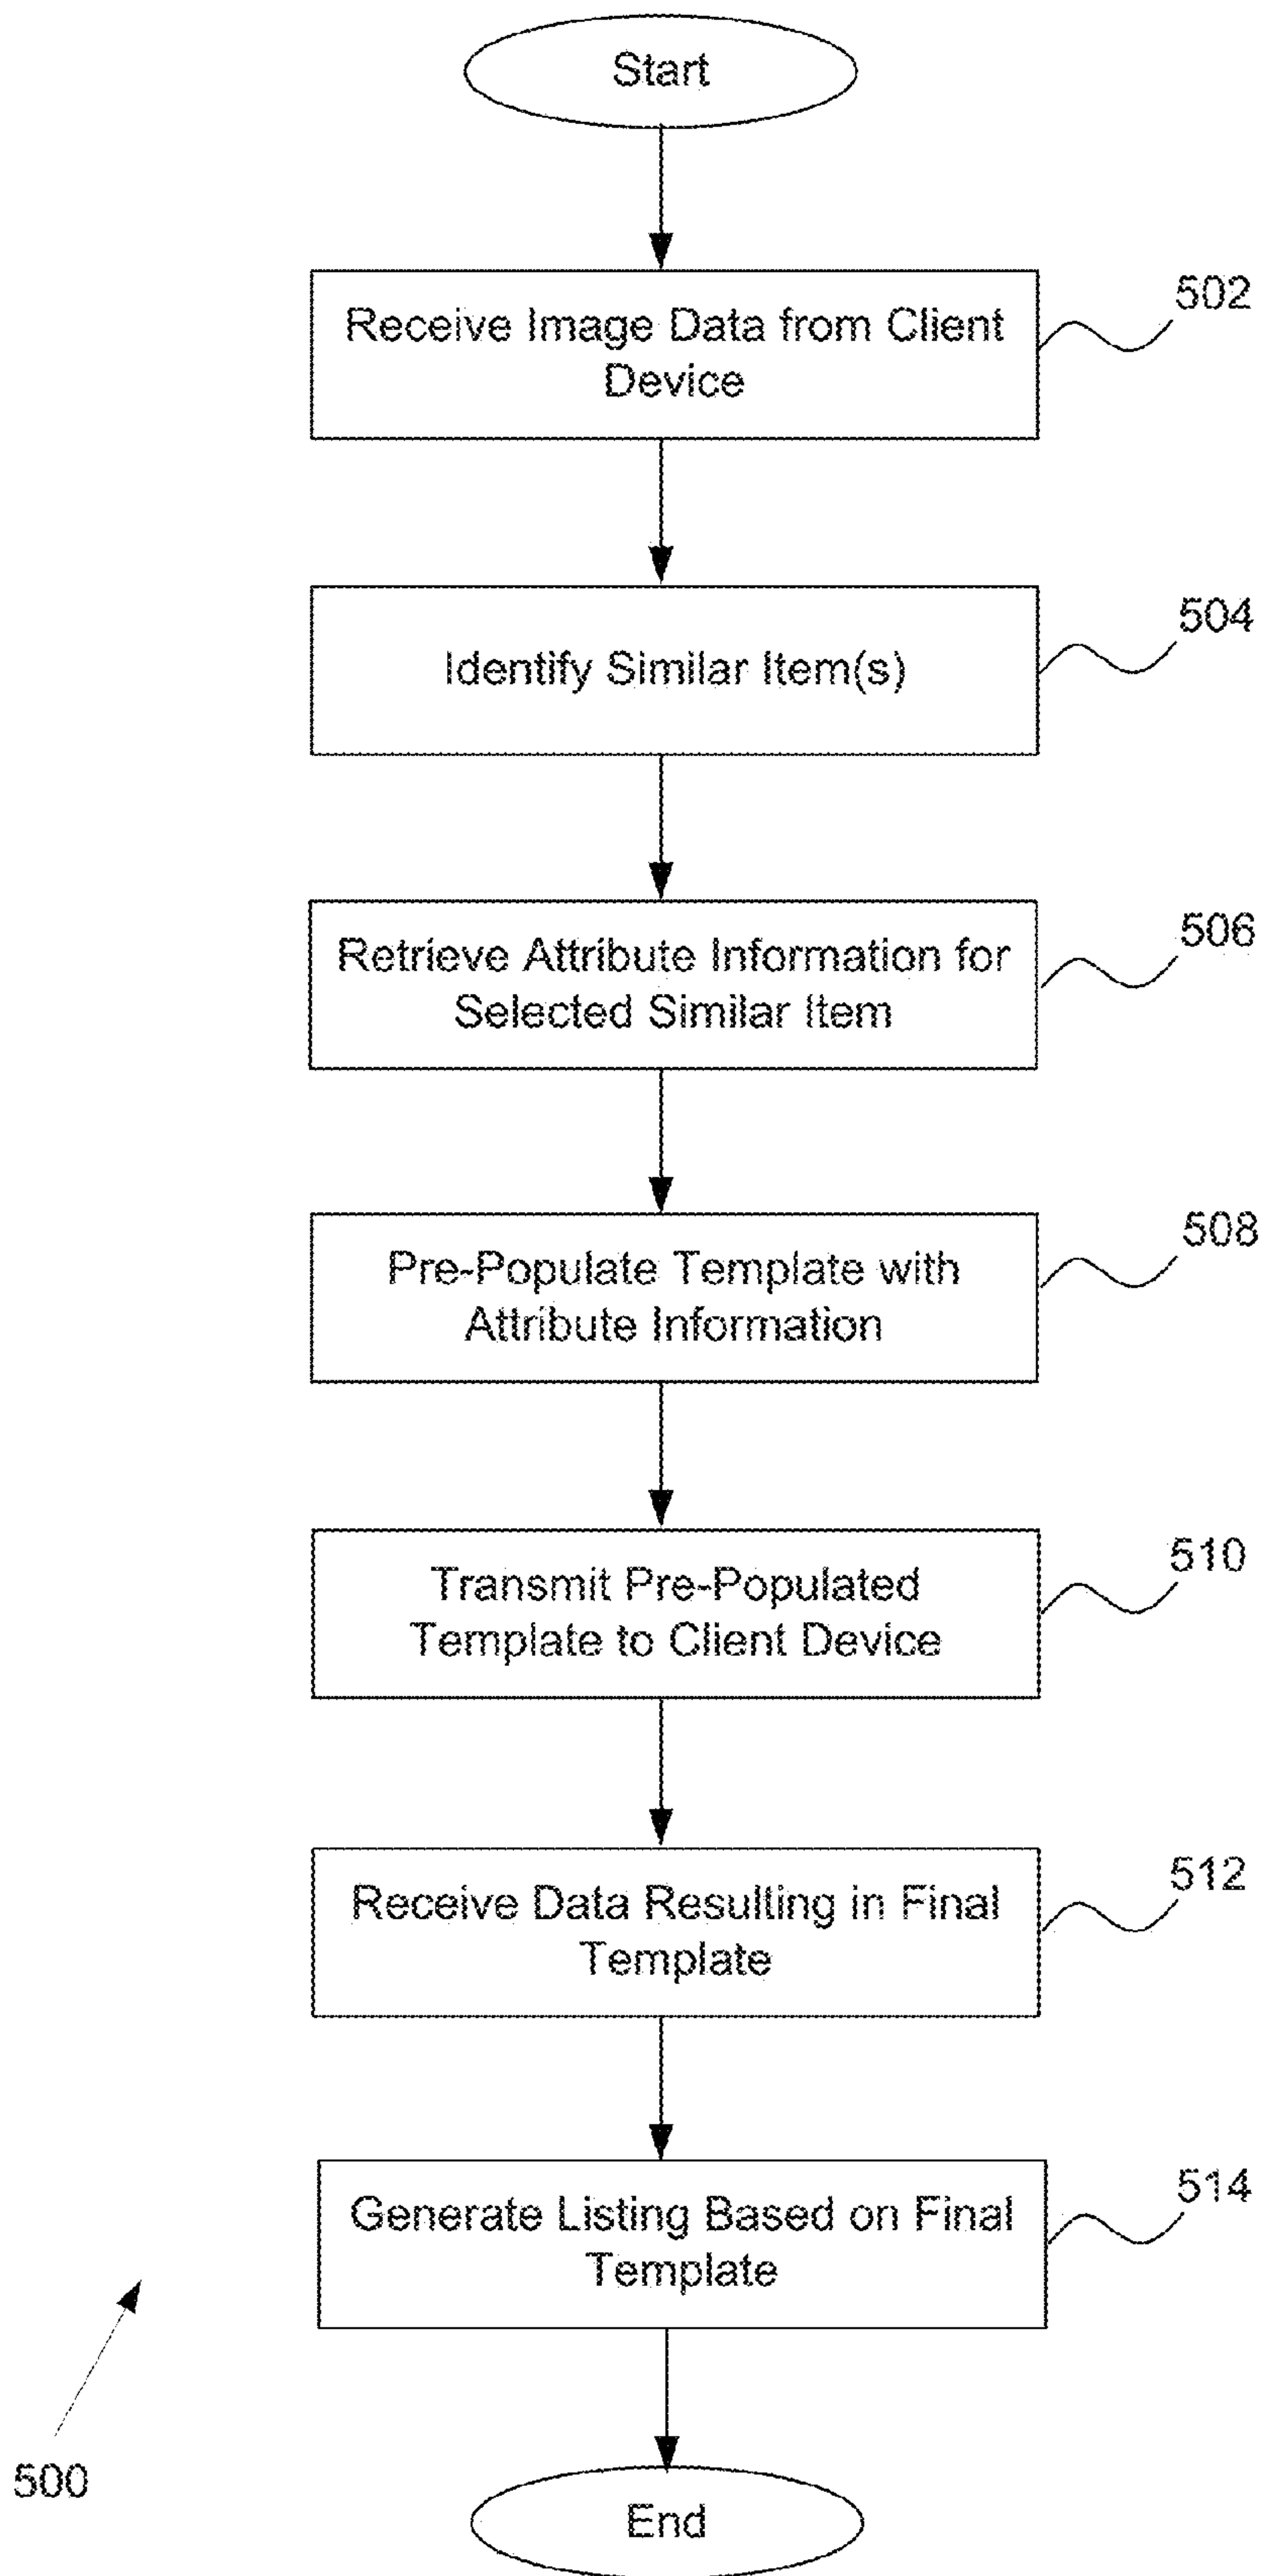 Start
Receive Image Data from Client
Device
502
Identify Similar Item(s)
504
Retrieve Attribute Information for
Selected Similar Item
506
Pre-Populate Template with
Attribute Information
508
Transmit Pre-Populated
Template to Client Device
510
Receive Data Resulting in Final
Template
512
Generate Listing Based on Final
Template
514
500
End